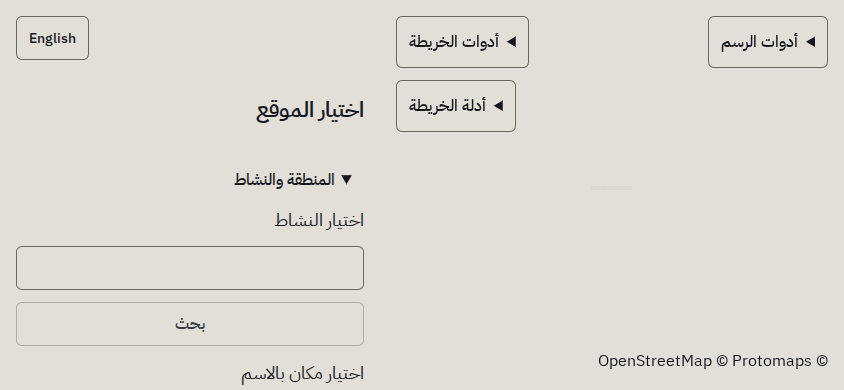 English
اختيار الموقع
▼ المنطقة والنشاط
اختيار النشاط
بحث
اختيار مكان بالاسم
◀ أدوات الرسم
◀ أدوات الخريطة
◀ أدلة الخريطة
© OpenStreetMap © Protomaps